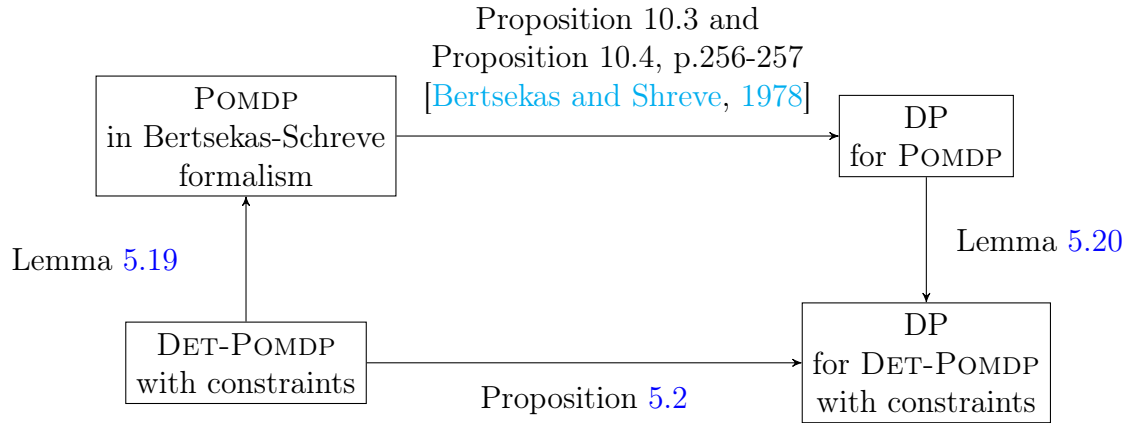 Proposition 10.3 and
Proposition 10.4, p.256-257
[Bertsekas and Shreve, 1978]
POMDP
in Bertsekas-Schreve
formalism
DP
for POMDP
Lemma 5.19
Lemma 5.20
DET-POMDP
with constraints
Proposition 5.2
DP
for DET-POMDP
with constraints